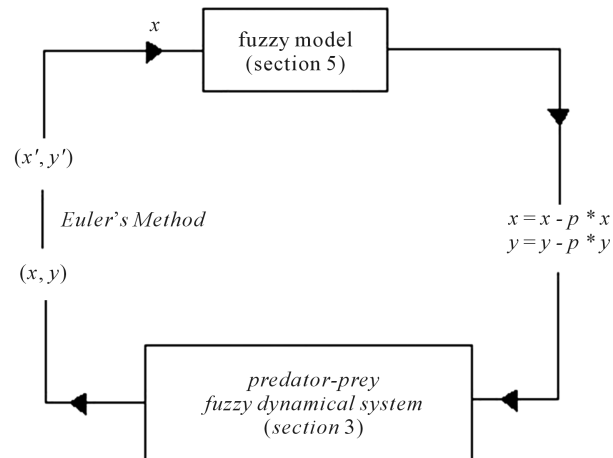 x
fuzzy model
(section 5)
(x′, y′)
Euler's Method
x = x - p * x
y = y - p * y
(x, y)
predator-prey
fuzzy dynamical system
(section 3)